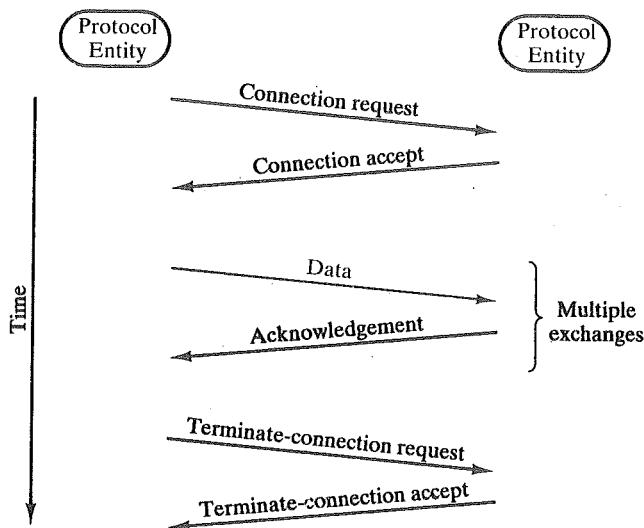 Protocol
Entity
Protocol
Entity
Connection request
Connection accept
Data
Acknowledgement
Multiple
exchanges
Time
Terminate-connection request
Terminate-connection accept